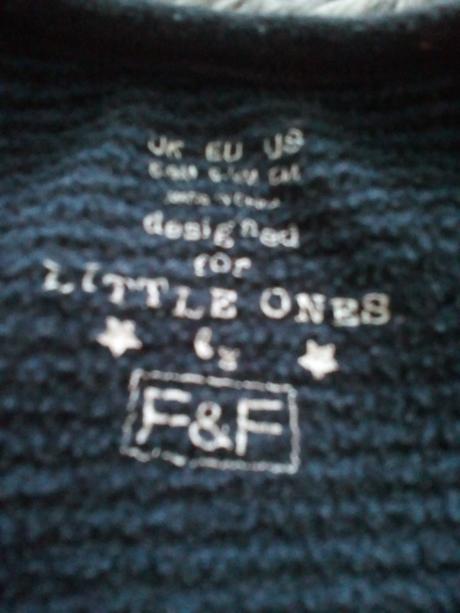 UK EU US
designed
for
LITTLE ONES
by
F&F